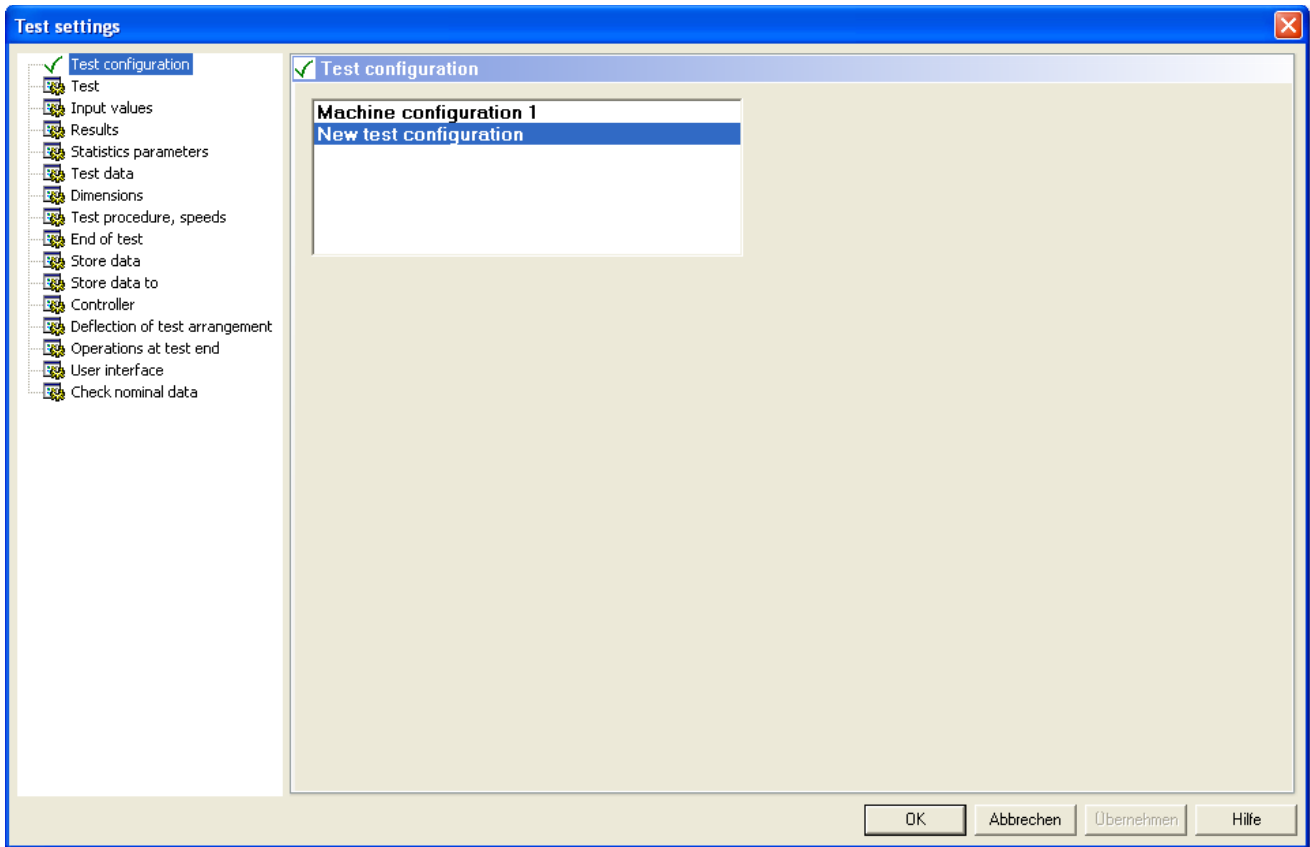 Test settings
Test configuration
Test
Input values
Results
Statistics parameters
Test data
Dimensions
Test procedure, speeds
End of test
Store data
Store data to
Controller
Deflection of test arrangement
Operations at test end
User interface
Check nominal data
Test configuration
Machine configuration 1
New test configuration
OK Abbrechen Übernehmen Hilfe